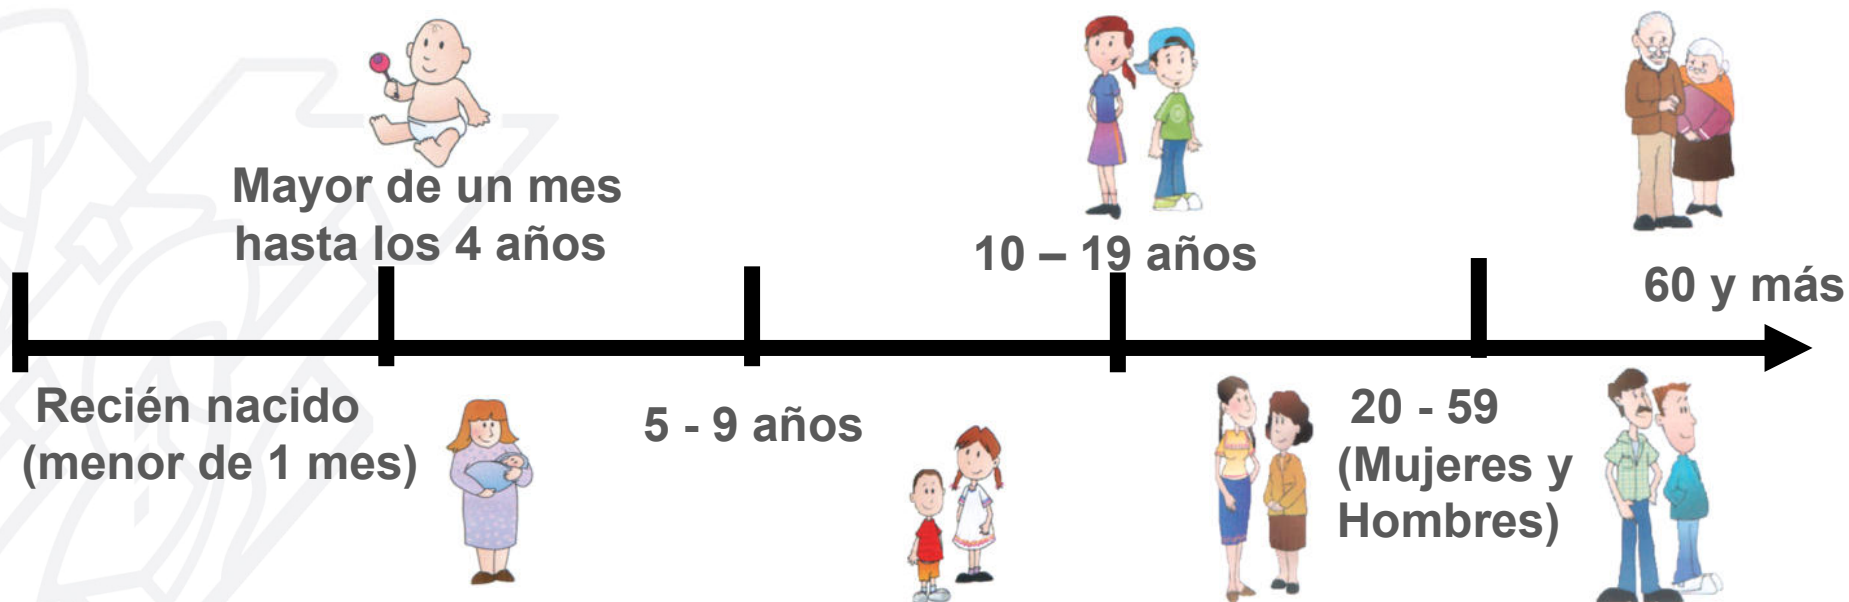 Mayor de un mes
hasta los 4 años
10 – 19 años
60 y más
Recién nacido
(menor de 1 mes)
5 - 9 años
20 - 59
(Mujeres y
Hombres)